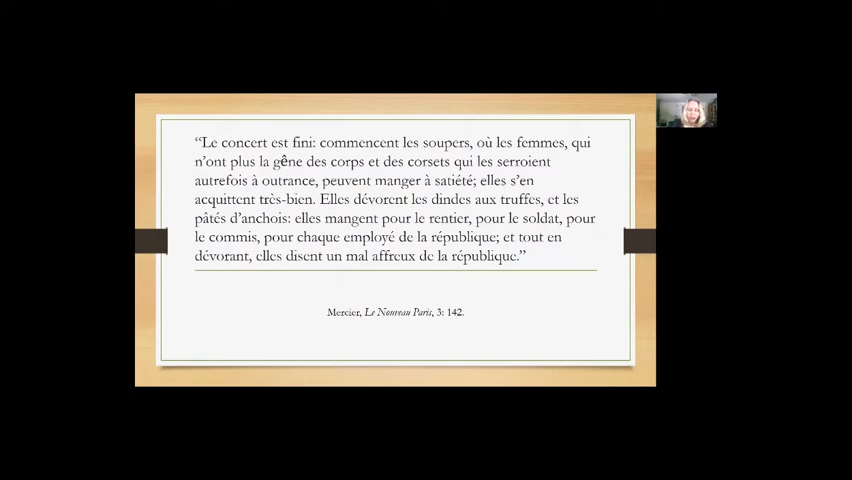 “Le concert est fini: commencent les soupers, où les femmes, qui
n’ont plus la gêne des corps et des corsets qui les serroient
autrefois à outrance, peuvent manger à satiété; elles s’en
acquittent très-bien. Elles dévorent les dindes aux truffes, et les
pâtés d’anchois: elles mangent pour le rentier, pour le soldat, pour
le commis, pour chaque employé de la république; et tout en
dévorant, elles disent un mal affreux de la république.”
Mercier, Le Nouveau Paris, 3: 142.